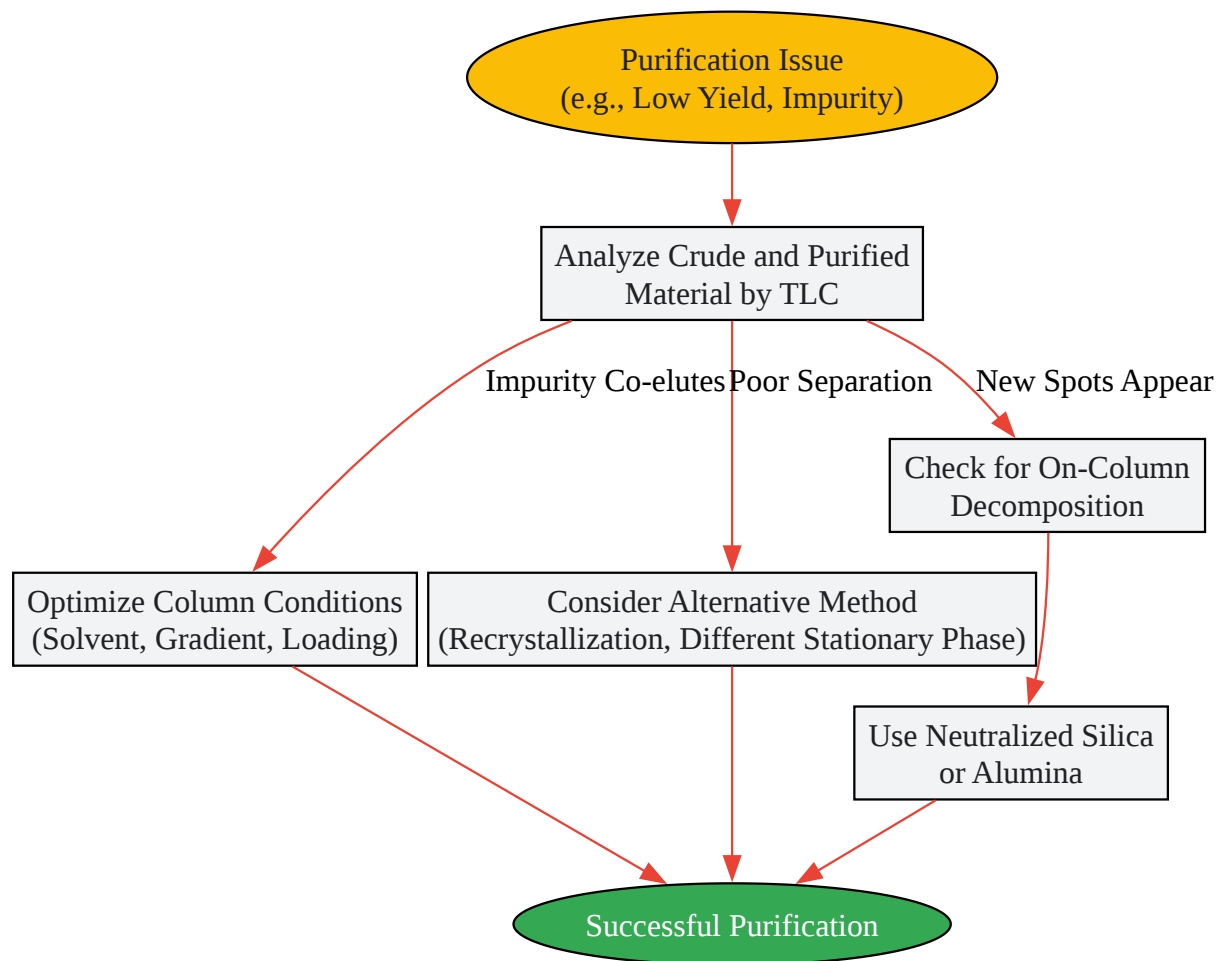 Purification Issue
(e.g., Low Yield, Impurity)
Analyze Crude and Purified
Material by TLC
Impurity Co-elutes
Poor Separation
New Spots Appear
Check for On-Column
Decomposition
Optimize Column Conditions
(Solvent, Gradient, Loading)
Consider Alternative Method
(Recrystallization, Different Stationary Phase)
Use Neutralized Silica
or Alumina
Successful Purification